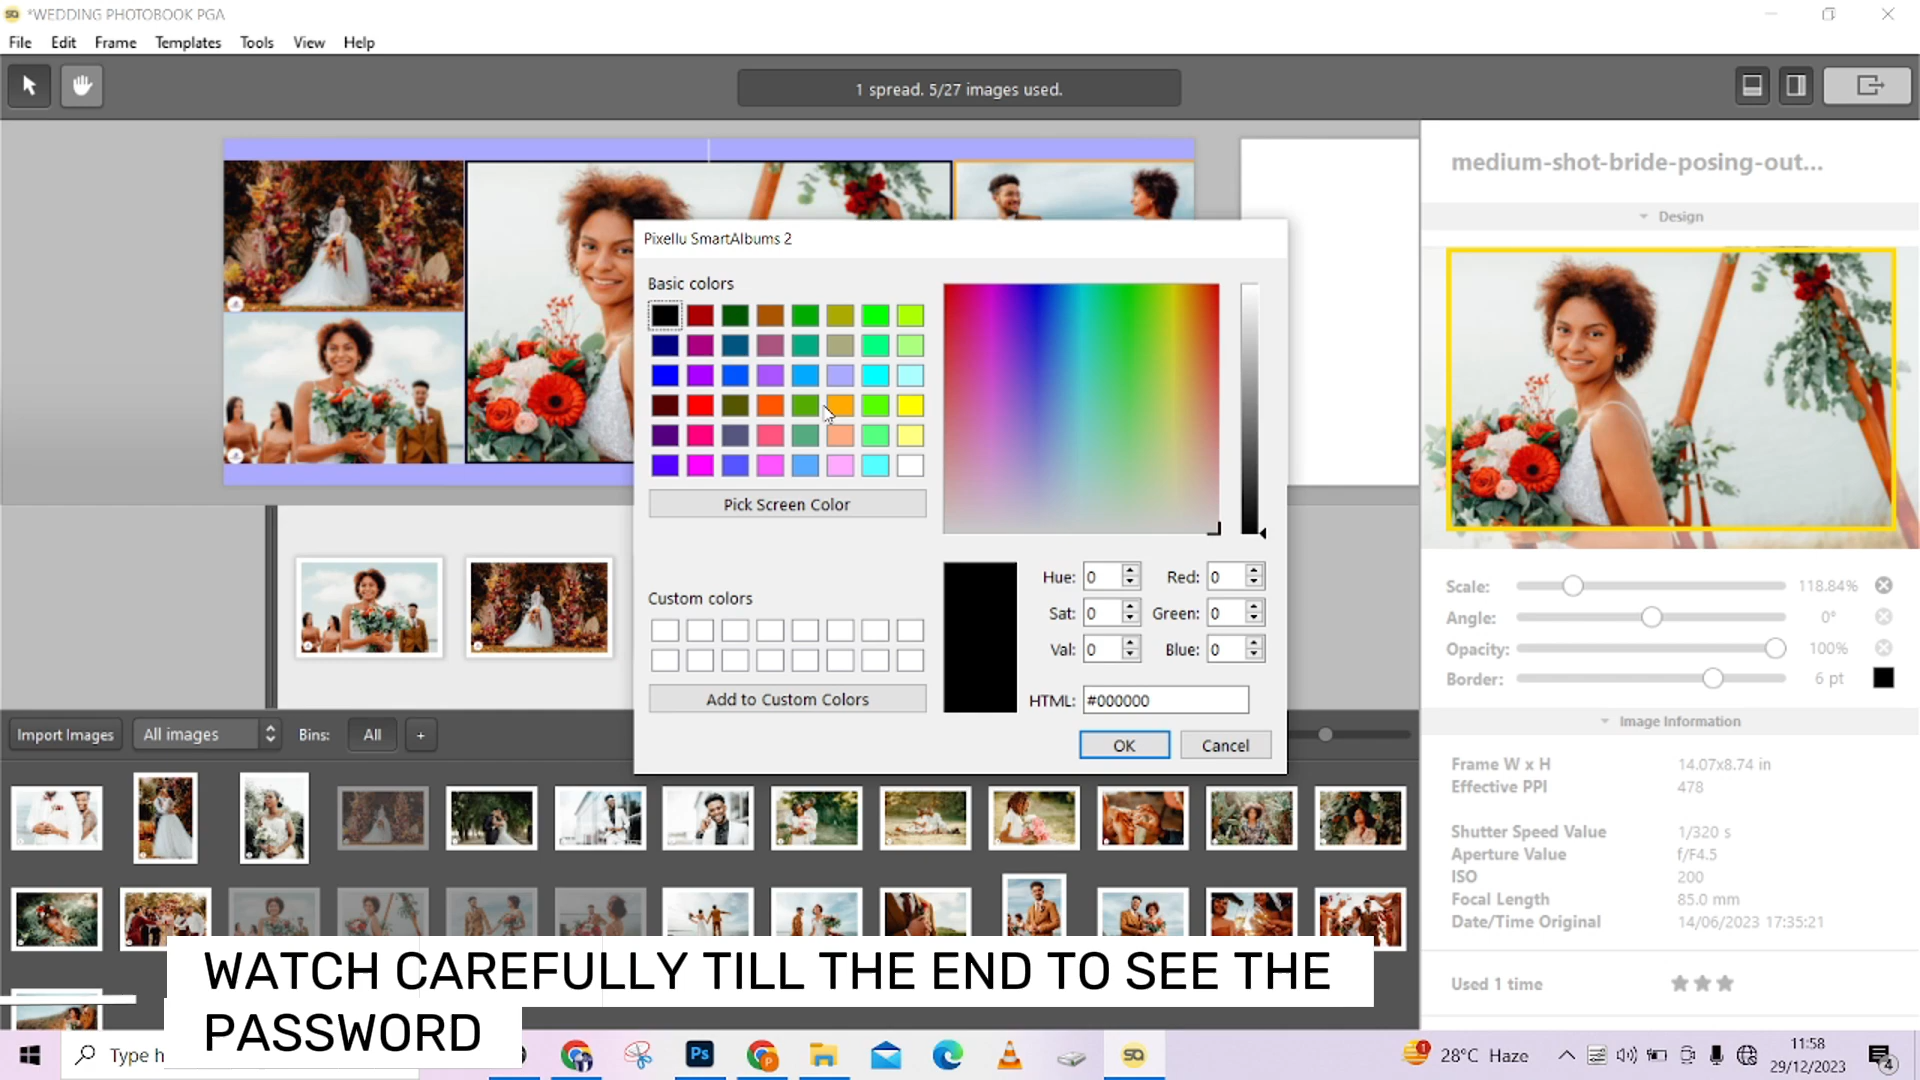 *WEDDING PHOTOBOOK PGA
File Edit Frame Templates Tools View Help
1 spread. 5/27 images used.
medium-shot-bride-posing-out...
Design
Pixellu SmartAlbums 2
Basic colors
Pick Screen Color
Custom colors
Add to Custom Colors
Hue: 0 Red: 0
Sat: 0 Green: 0
Val: 0 Blue: 0
HTML: #000000
OK Cancel
Scale: 118.84%
Angle: 0°
Opacity: 100%
Border: 6 pt
Image Information
Frame W x H 14.07x8.74 in
Effective PPI 478
Shutter Speed Value 1/320 s
Aperture Value f/F4.5
ISO 200
Focal Length 85.0 mm
Date/Time Original 14/06/2023 17:35:21
Used 1 time
Import Images All images Bins: All +
WATCH CAREFULLY TILL THE END TO SEE THE
PASSWORD
Type h
Ps
28°C Haze
11:58
29/12/2023
4